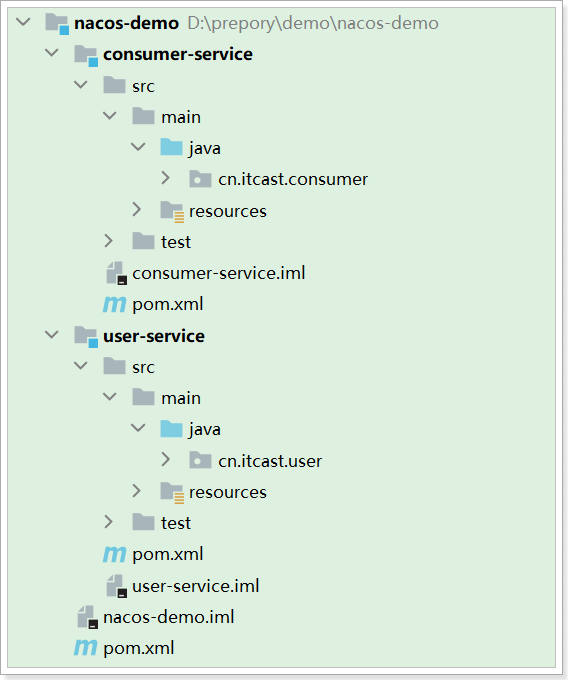 nacos-demo D:\prepory\demo\nacos-demo
consumer-service
src
main
java
cn.itcast.consumer
resources
test
consumer-service.iml
m pom.xml
user-service
src
main
java
cn.itcast.user
resources
test
m pom.xml
user-service.iml
nacos-demo.iml
m pom.xml